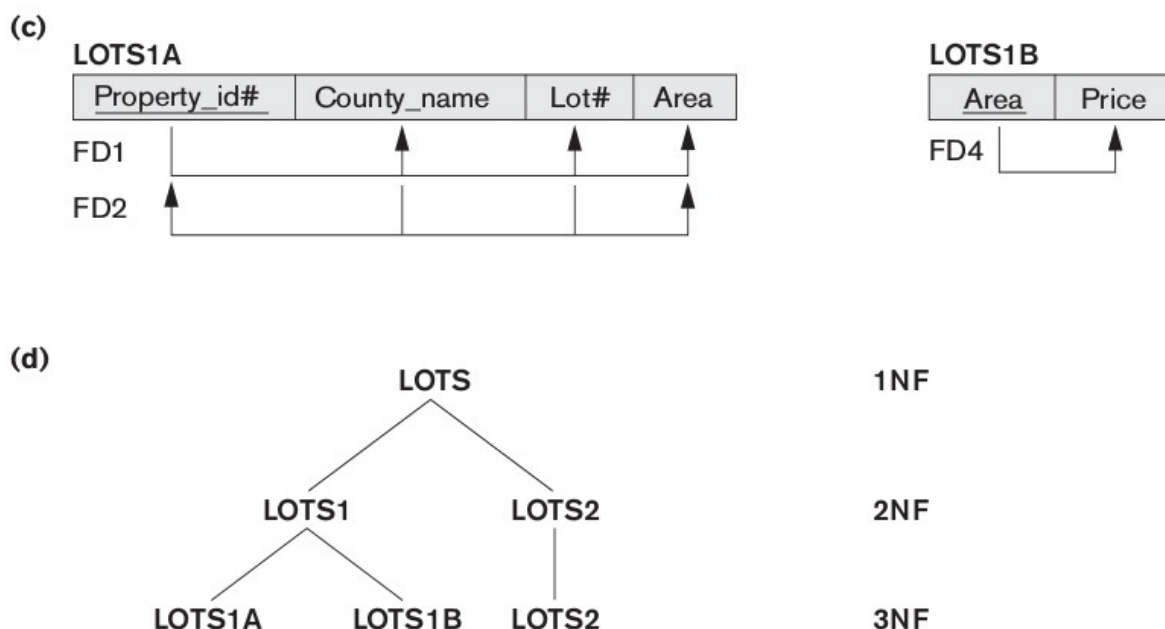 (c)
LOTS1A LOTS1B
Property_id# County_name Lot# Area Area Price
FD1 FD4
FD2
(d)
LOTS 1NF
LOTS1 LOTS2 2NF
LOTS1A LOTS1B LOTS2 3NF